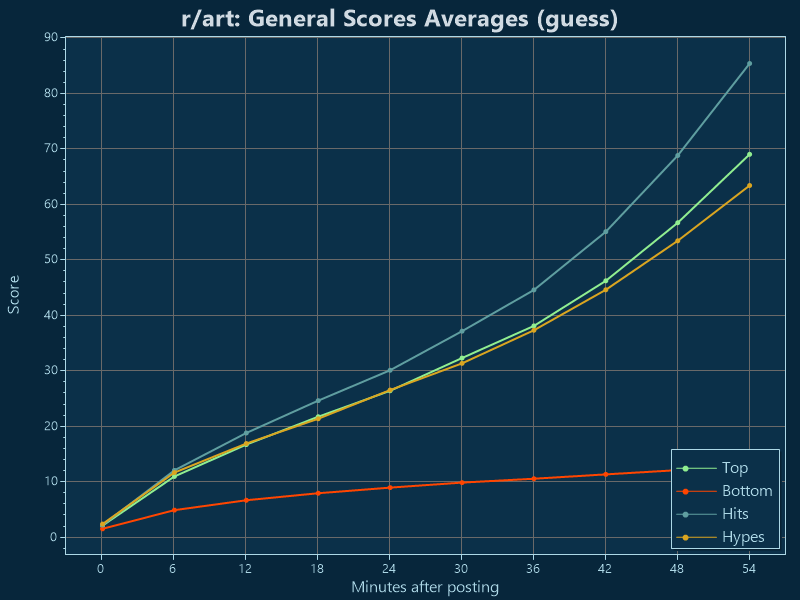 r/art: General Scores Averages (guess)
90
80
70
60
50
40
30
20
10
0
Score
Top
Bottom
Hits
Hypes
0 6 12 18 24 30 36 42 48 54
Minutes after posting